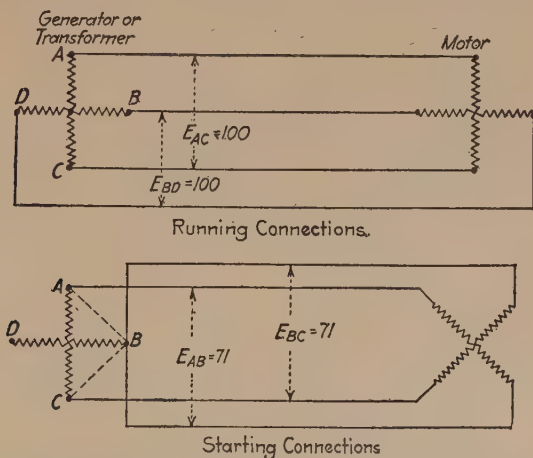 Generator or
Transformer
Motor
A
D
B
E_AC = 100
C
E_BD = 100
Running Connections.
A
D
B
E_AB = 71
E_BC = 71
C
Starting Connections